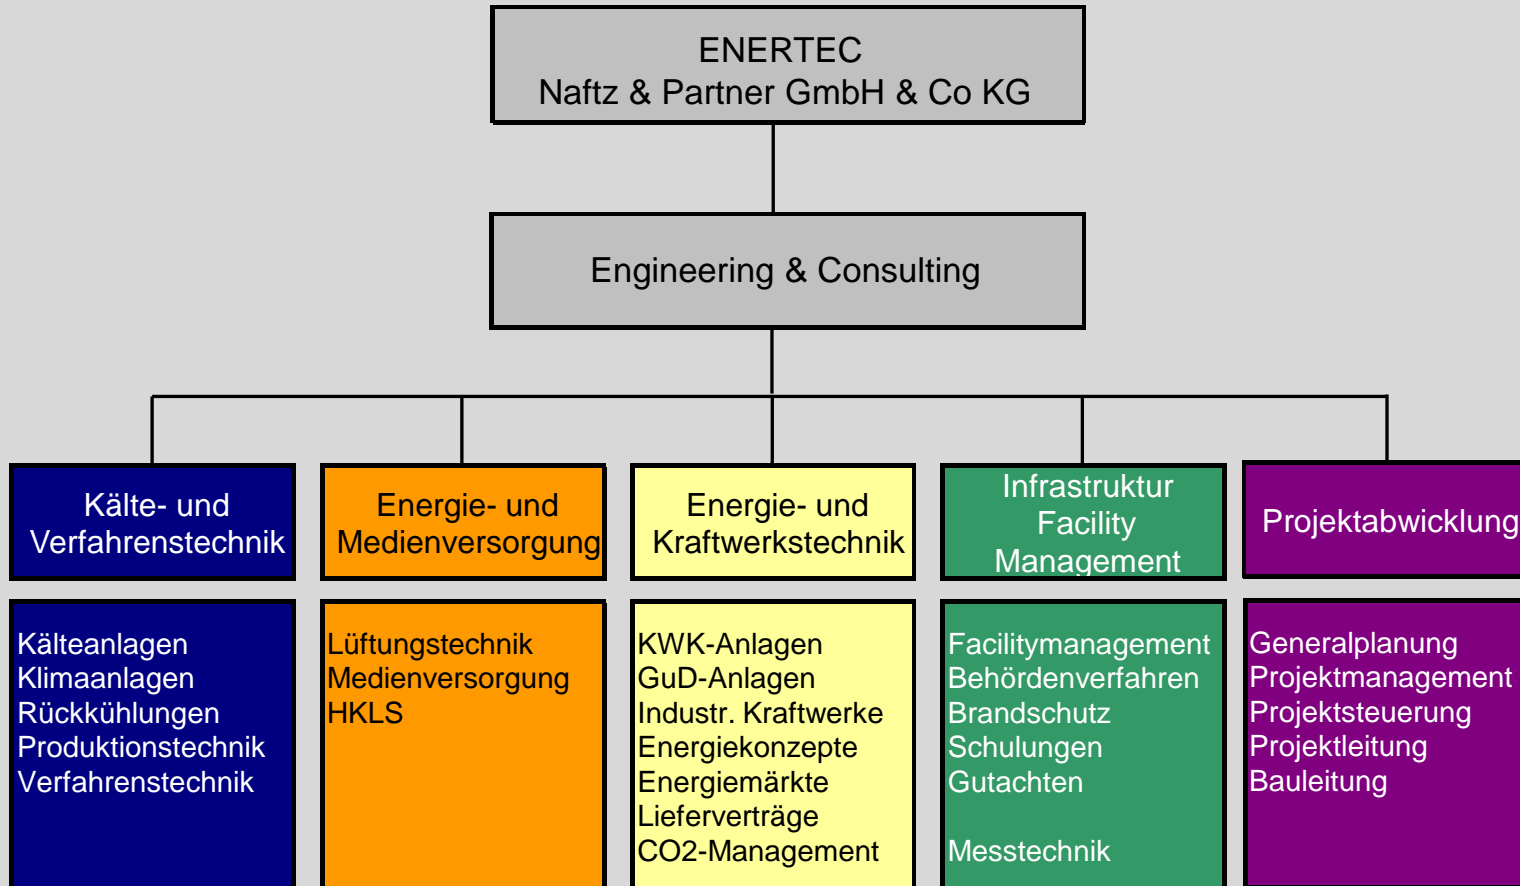 ENERTEC
Naftz & Partner GmbH & Co KG
Engineering & Consulting
Kälte- und
Verfahrenstechnik
Energie- und
Medienversorgung
Energie- und
Kraftwerkstechnik
Infrastruktur
Facility
Management
Projektabwicklung
Kälteanlagen
Klimaanlagen
Rückkühlungen
Produktionstechnik
Verfahrenstechnik
Lüftungstechnik
Medienversorgung
HKLS
KWK-Anlagen
GuD-Anlagen
Industr. Kraftwerke
Energiekonzepte
Energiemärkte
Lieferverträge
CO2-Management
Facilitymanagement
Behördenverfahren
Brandschutz
Schulungen
Gutachten
Messtechnik
Generalplanung
Projektmanagement
Projektsteuerung
Projektleitung
Bauleitung